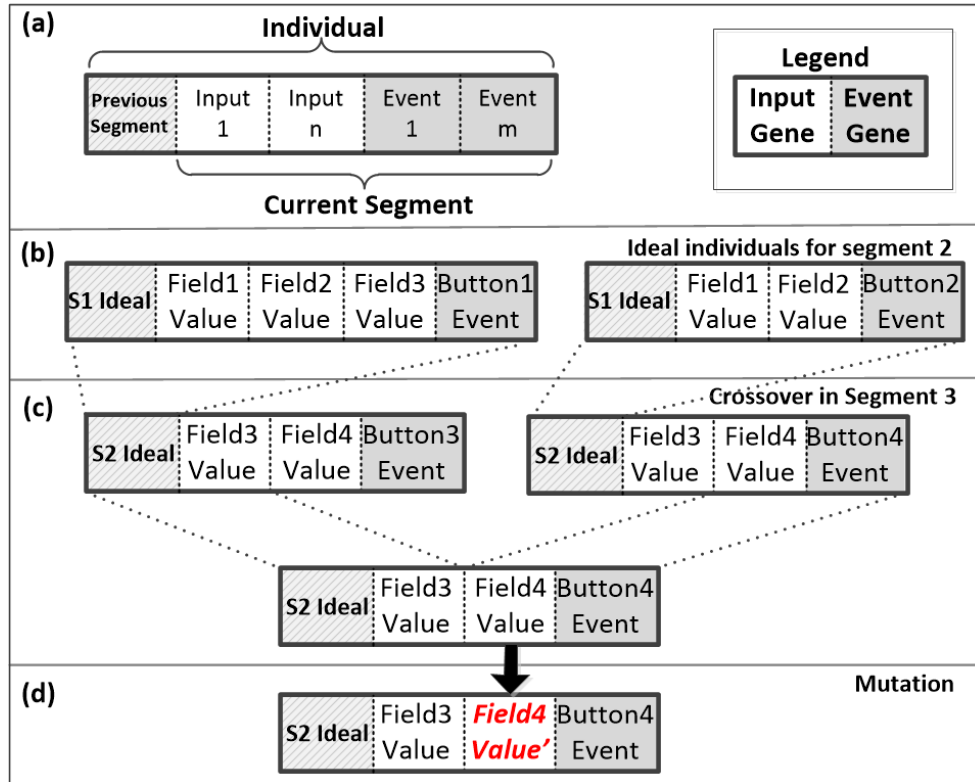 (a)
Individual
Previous Segment
Input 1
Input n
Event 1
Event m
Current Segment
Legend
Input Gene
Event Gene
(b)
Ideal individuals for segment 2
S1 Ideal
Field1 Value
Field2 Value
Field3 Value
Button1 Event
S1 Ideal
Field1 Value
Field2 Value
Button2 Event
(c)
Crossover in Segment 3
S2 Ideal
Field3 Value
Field4 Value
Button3 Event
S2 Ideal
Field3 Value
Field4 Value
Button4 Event
S2 Ideal
Field3 Value
Field4 Value
Button4 Event
(d)
Mutation
S2 Ideal
Field3 Value
Field4 Value’
Button4 Event